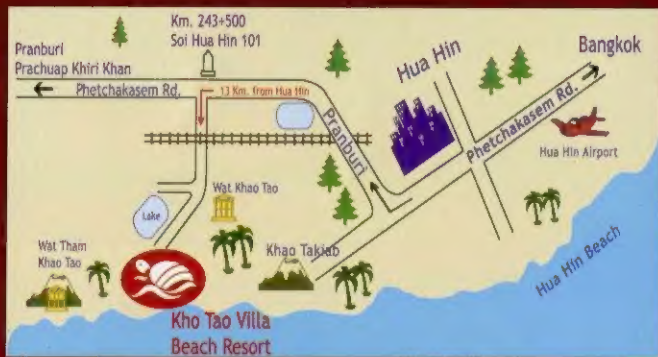 Km. 243+500
Soi Hua Hin 101
Pranburi
Prachuap Khiri Khan
Phetchakasem Rd.
13 Km. from Hua Hin
Pranburi
Hua Hin
Bangkok
Phetchakasem Rd.
Hua Hin Airport
Wat Khao Tao
Lake
Wat Tham
Khao Tao
Khao Takiab
Hua Hin Beach
Kho Tao Villa
Beach Resort